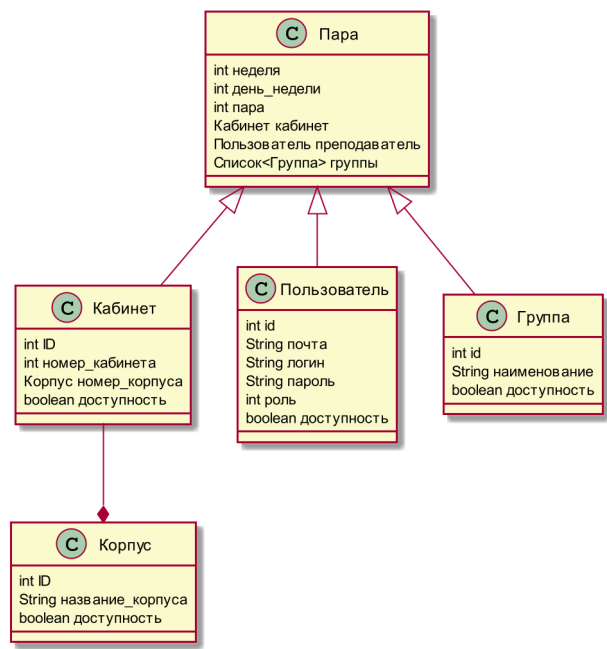 C Пара
int неделя
int день_недели
int пара
Кабинет кабинет
Пользователь преподаватель
Список<Группа> группы
C Кабинет
int ID
int номер_кабинета
Корпус номер_корпуса
boolean доступность
C Пользователь
int id
String почта
String логин
String пароль
int роль
boolean доступность
C Группа
int id
String наименование
boolean доступность
C Корпус
int ID
String название_корпуса
boolean доступность